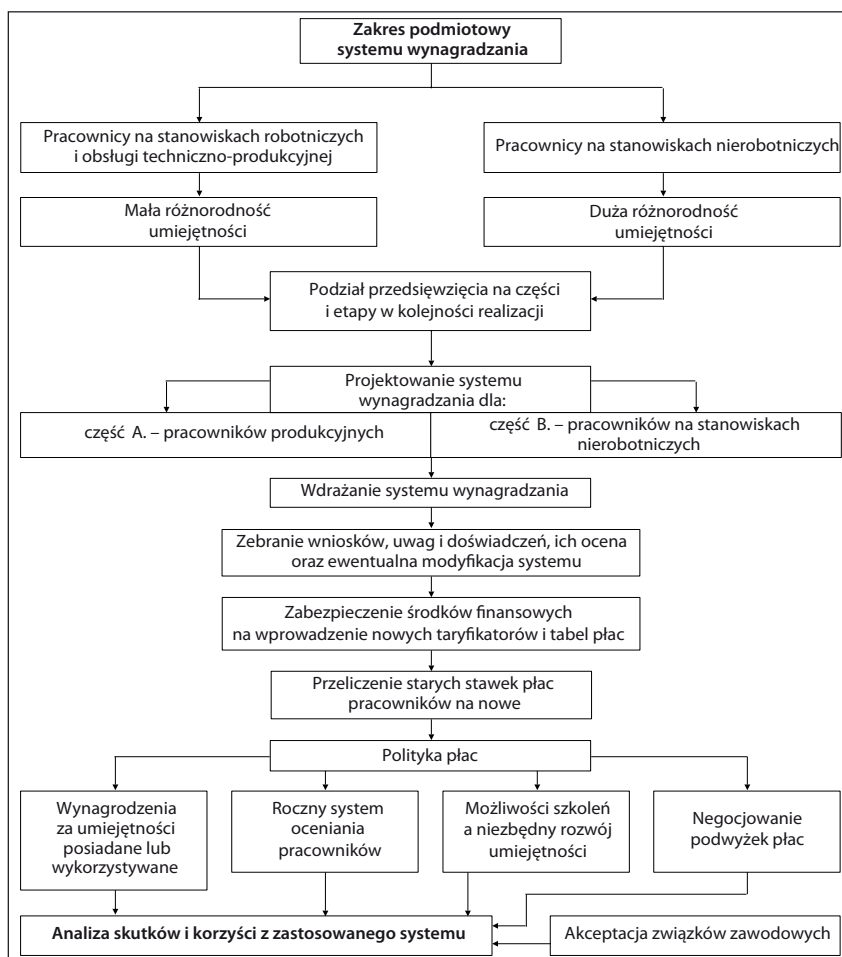 Zakres podmiotowy
systemu wynagradzania
Pracownicy na stanowiskach robotniczych
i obsługi techniczno-produkcyjnej
Pracownicy na stanowiskach nierobotniczych
Mała różnorodność
umiejętności
Duża różnorodność
umiejętności
Podział przedsięwzięcia na części
i etapy w kolejności realizacji
Projektowanie systemu
wynagradzania dla:
część A. – pracowników produkcyjnych
część B. – pracowników na stanowiskach
nierobotniczych
Wdrażanie systemu wynagradzania
Zebranie wniosków, uwag i doświadczeń, ich ocena
oraz ewentualna modyfikacja systemu
Zabezpieczenie środków finansowych
na wprowadzenie nowych taryfikatorów i tabel płac
Przeliczenie starych stawek płac
pracowników na nowe
Polityka płac
Wynagrodzenia
za umiejętności
posiadane lub
wykorzystywane
Roczny system
oceniania
pracowników
Możliwości szkoleń
a niezbędny rozwój
umiejętności
Negocjowanie
podwyżek płac
Analiza skutków i korzyści z zastosowanego systemu
Akceptacja związków zawodowych